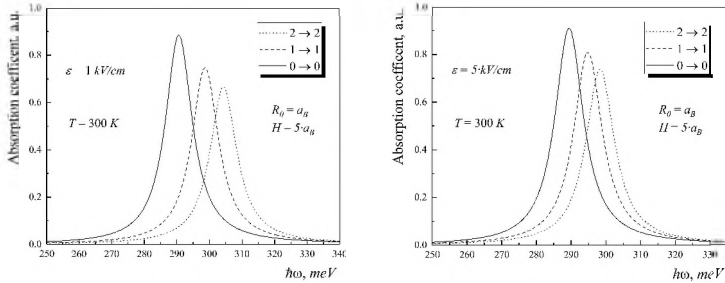 Absorption coefficent, a.u.
1.0
0.8
0.6
0.4
0.2
0.0
2 → 2
1 → 1
0 → 0
ε 1 kV/cm
T – 300 K
R0 = aB
H – 5·aB
250 260 270 280 290 300 310 320 330 340
ħω, meV
Absorption coefficent, a.u.
1.0
0.8
0.6
0.4
0.2
0.0
2 → 2
1 → 1
0 → 0
ε = 5·kV/cm
T = 300 K
R0 = aB
H = 5·aB
250 260 270 280 290 300 310 320 330
ħω, meV